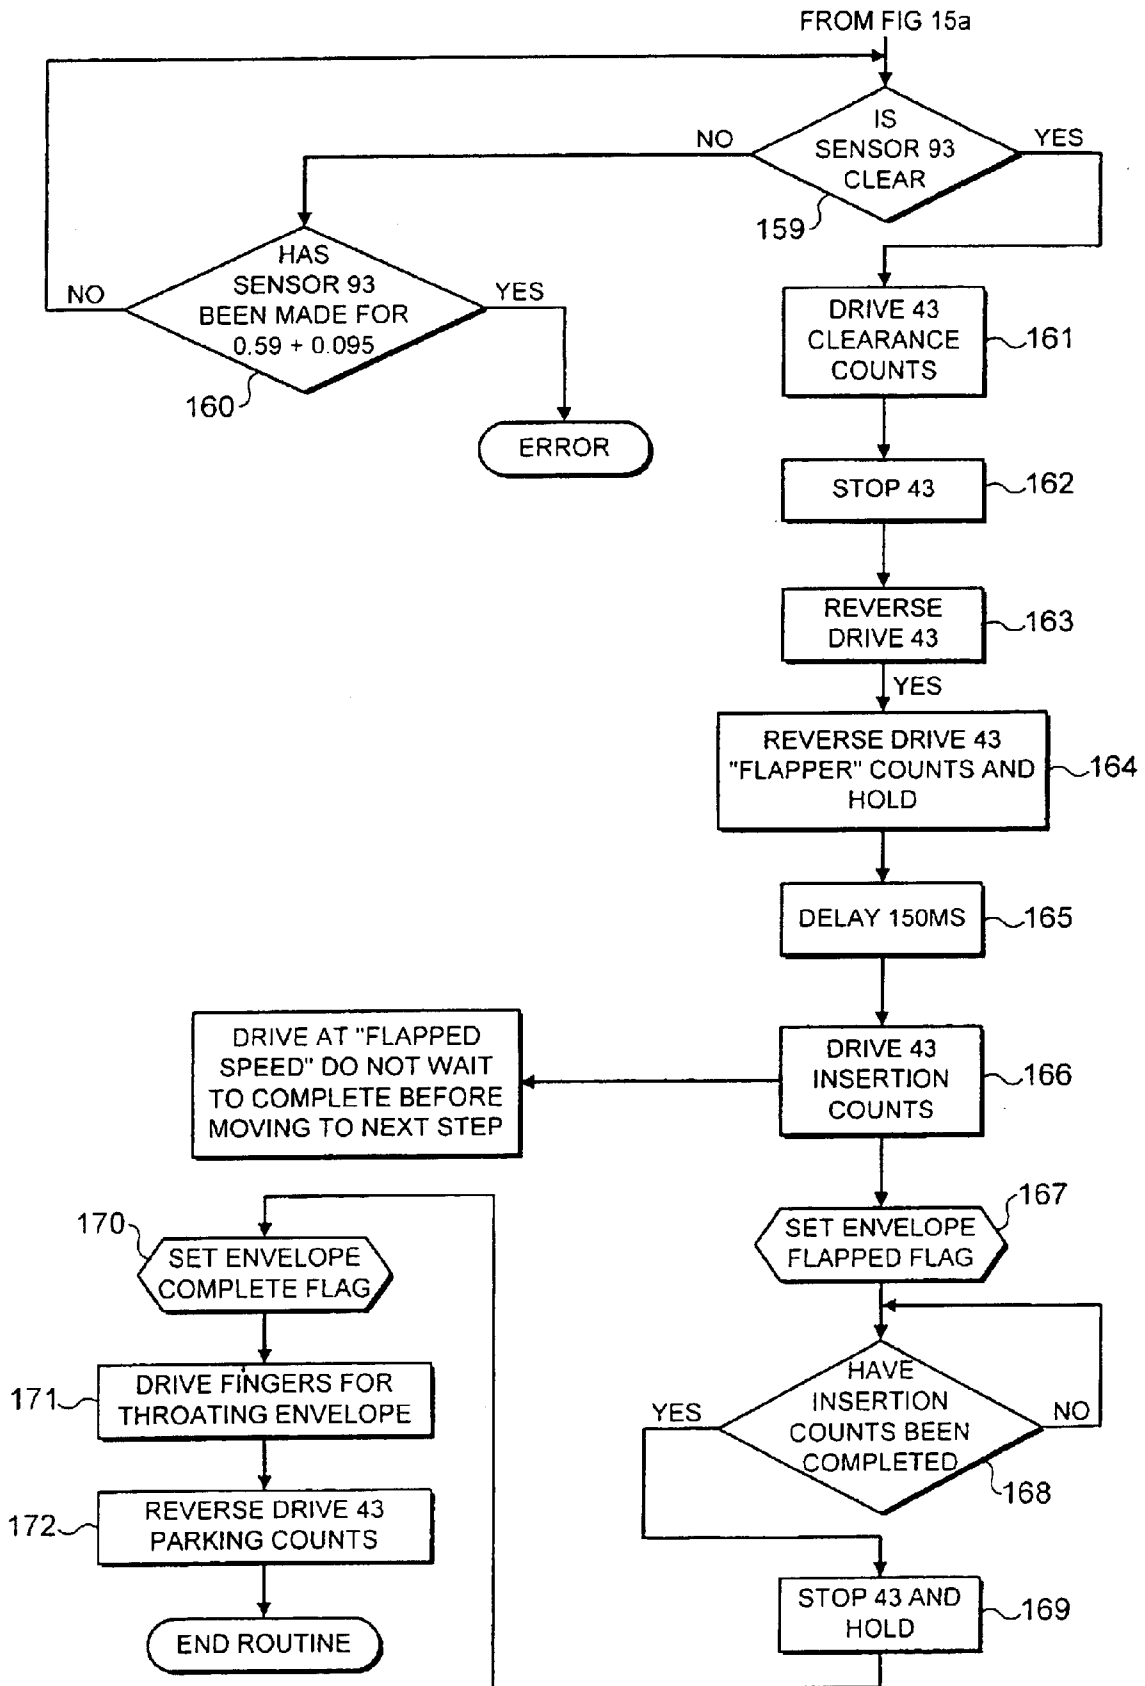 FROM FIG 15a
IS
SENSOR 93
CLEAR
NO
YES
159
HAS
SENSOR 93
BEEN MADE FOR
0.59 + 0.095
NO
YES
160
ERROR
DRIVE 43
CLEARANCE
COUNTS
161
STOP 43
162
REVERSE
DRIVE 43
163
YES
REVERSE DRIVE 43
"FLAPPER" COUNTS AND
HOLD
164
DELAY 150MS
165
DRIVE 43
INSERTION
COUNTS
166
DRIVE AT "FLAPPED
SPEED" DO NOT WAIT
TO COMPLETE BEFORE
MOVING TO NEXT STEP
167
SET ENVELOPE
FLAPPED FLAG
HAVE
INSERTION
COUNTS BEEN
COMPLETED
YES
NO
168
STOP 43 AND
HOLD
169
170
SET ENVELOPE
COMPLETE FLAG
171
DRIVE FINGERS FOR
THROATING ENVELOPE
172
REVERSE DRIVE 43
PARKING COUNTS
END ROUTINE